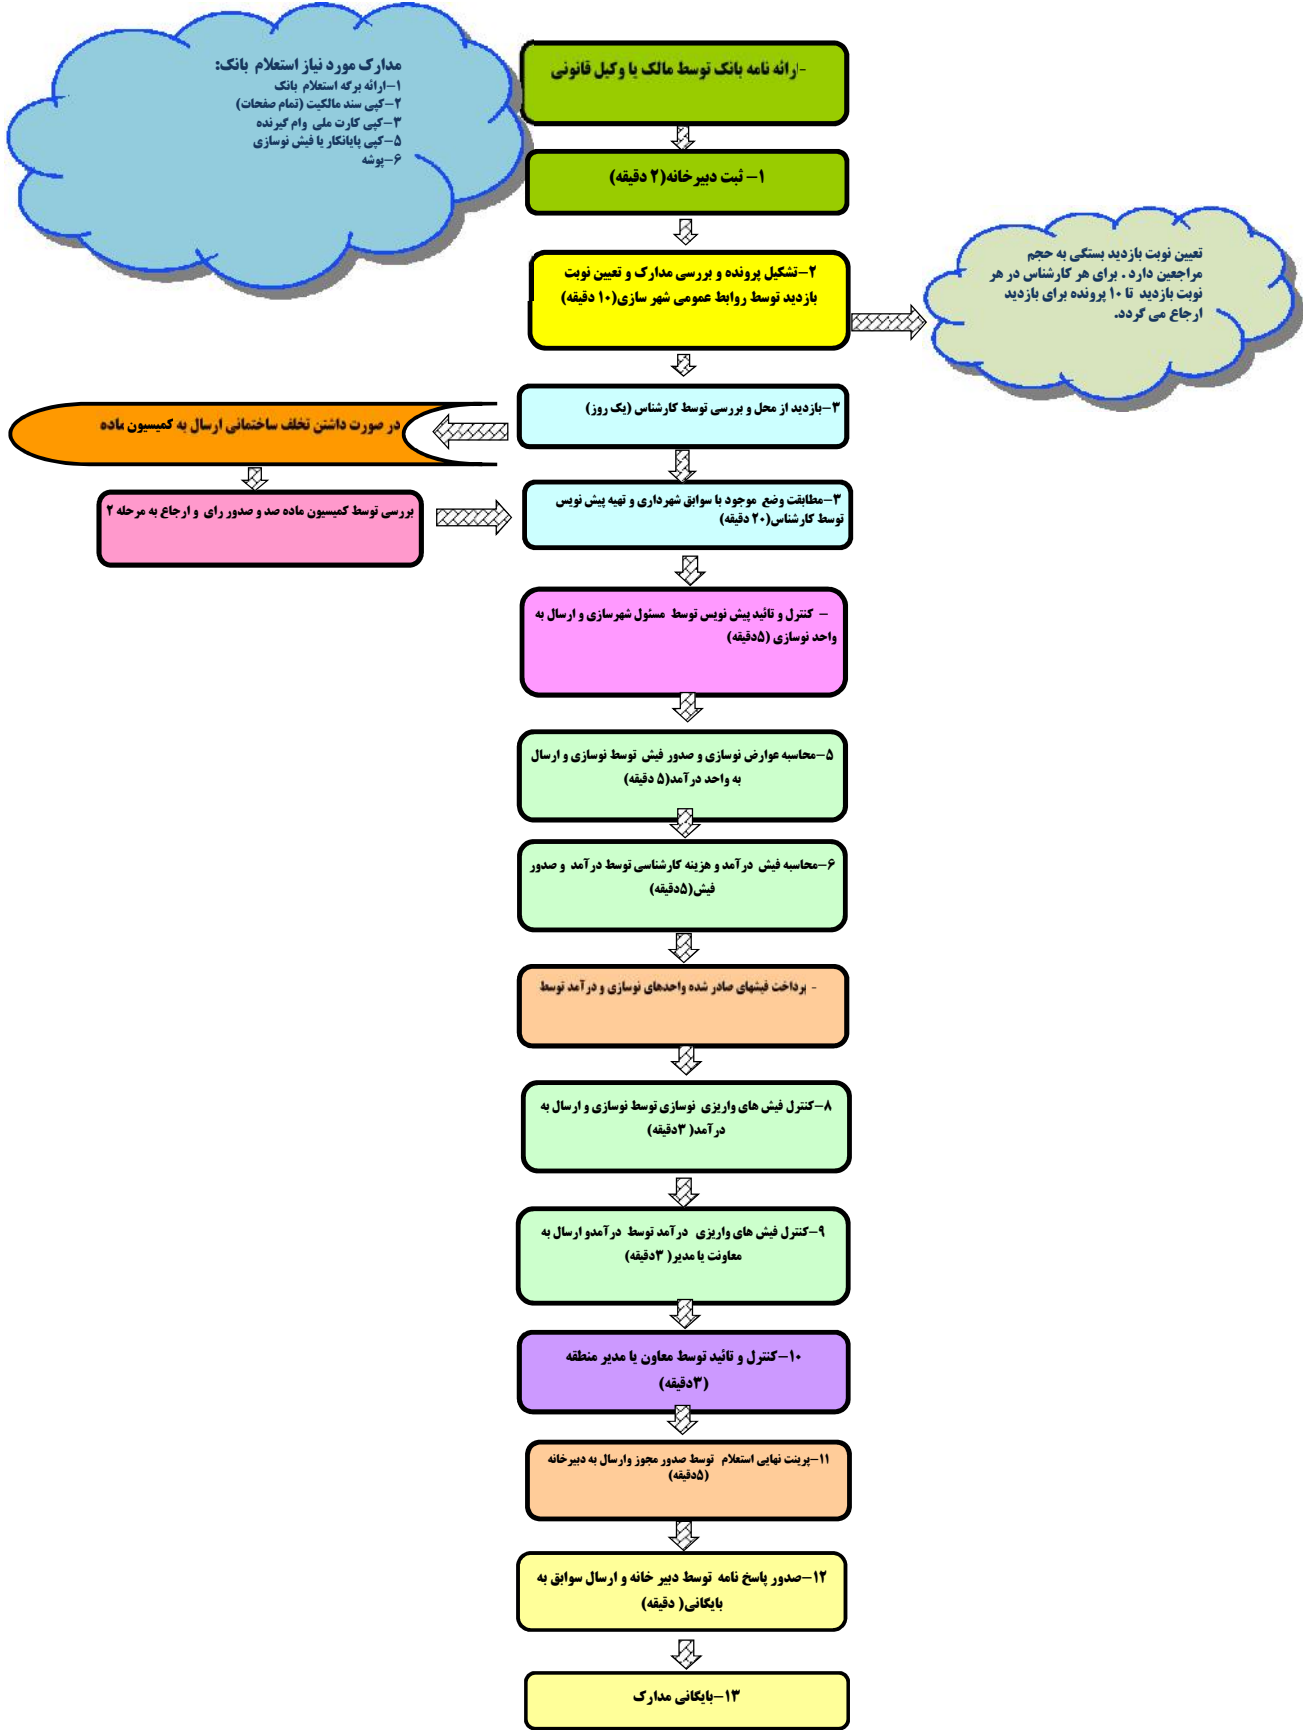 مدارک مورد نیاز استعلام بانک:
۱-ارائه برگه استعلام بانک
۲-کپی سند مالکیت (تمام صفحات)
۳-کپی کارت ملی وام گیرنده
۵-کپی پایانکار یا فیش نوسازی
۶-پوشه
-ارائه نامه بانک توسط مالک یا وکیل قانونی
۱- ثبت دبیرخانه(۲ دقیقه)
۲-تشکیل پرونده و بررسی مدارک و تعیین نوبت
بازدید توسط روابط عمومی شهر سازی(۱۰ دقیقه)
تعیین نوبت بازدید بستگی به حجم
مراجعین دارد . برای هر کارشناس در هر
نوبت بازدید تا ۱۰ پرونده برای بازدید
ارجاع می گردد.
۳-بازدید از محل و بررسی توسط کارشناس (یک روز)
در صورت داشتن تخلف ساختمانی ارسال به کمیسیون ماده
بررسی توسط کمیسیون ماده صد و صدور رای و ارجاع به مرحله ۲
۳-مطابقت وضع موجود با سوابق شهرداری و تهیه پیش نویس
توسط کارشناس(۲۰ دقیقه)
- کنترل و تائید پیش نویس توسط مسئول شهرسازی و ارسال به
واحد نوسازی (۵دقیقه)
۵-محاسبه عوارض نوسازی و صدور فیش توسط نوسازی و ارسال
به واحد درآمد(۵ دقیقه)
۶-محاسبه فیش درآمد و هزینه کارشناسی توسط درآمد و صدور
فیش(۵دقیقه)
- پرداخت فیشهای صادر شده واحدهای نوسازی و درآمد توسط
۸-کنترل فیش های واریزی نوسازی توسط نوسازی و ارسال به
درآمد( ۳دقیقه)
۹-کنترل فیش های واریزی درآمد توسط درآمدو ارسال به
معاونت یا مدیر( ۳دقیقه)
۱۰-کنترل و تائید توسط معاون یا مدیر منطقه
(۳دقیقه)
۱۱-پرینت نهایی استعلام توسط صدور مجوز وارسال به دبیرخانه
(۵دقیقه)
۱۲-صدور پاسخ نامه توسط دبیر خانه و ارسال سوابق به
بایگانی( دقیقه)
۱۳-بایگانی مدارک